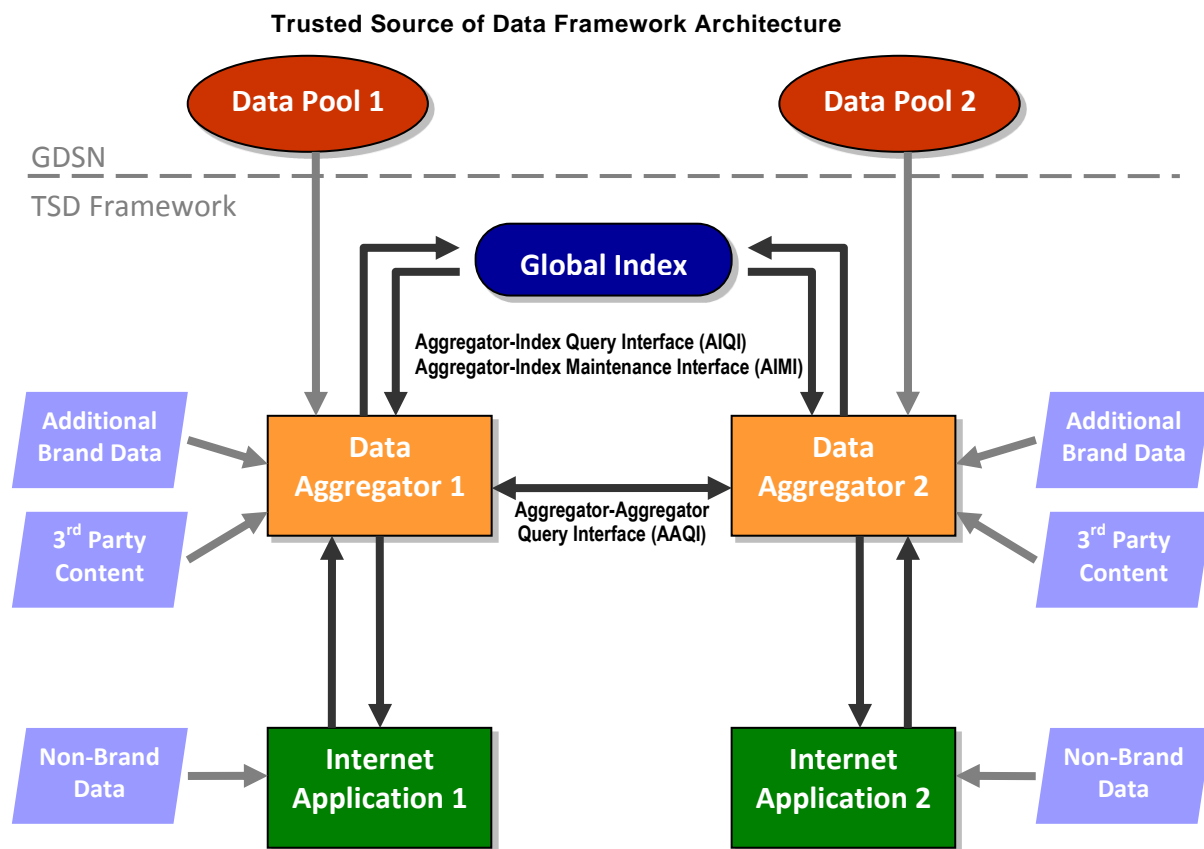 Trusted Source of Data Framework Architecture
Data Pool 1
Data Pool 2
GDSN
TSD Framework
Global Index
Aggregator-Index Query Interface (AIQI)
Aggregator-Index Maintenance Interface (AIMI)
Additional
Brand Data
Data
Aggregator 1
Data
Aggregator 2
Additional
Brand Data
Aggregator-Aggregator
Query Interface (AAQI)
3rd Party
Content
3rd Party
Content
Non-Brand
Data
Internet
Application 1
Internet
Application 2
Non-Brand
Data